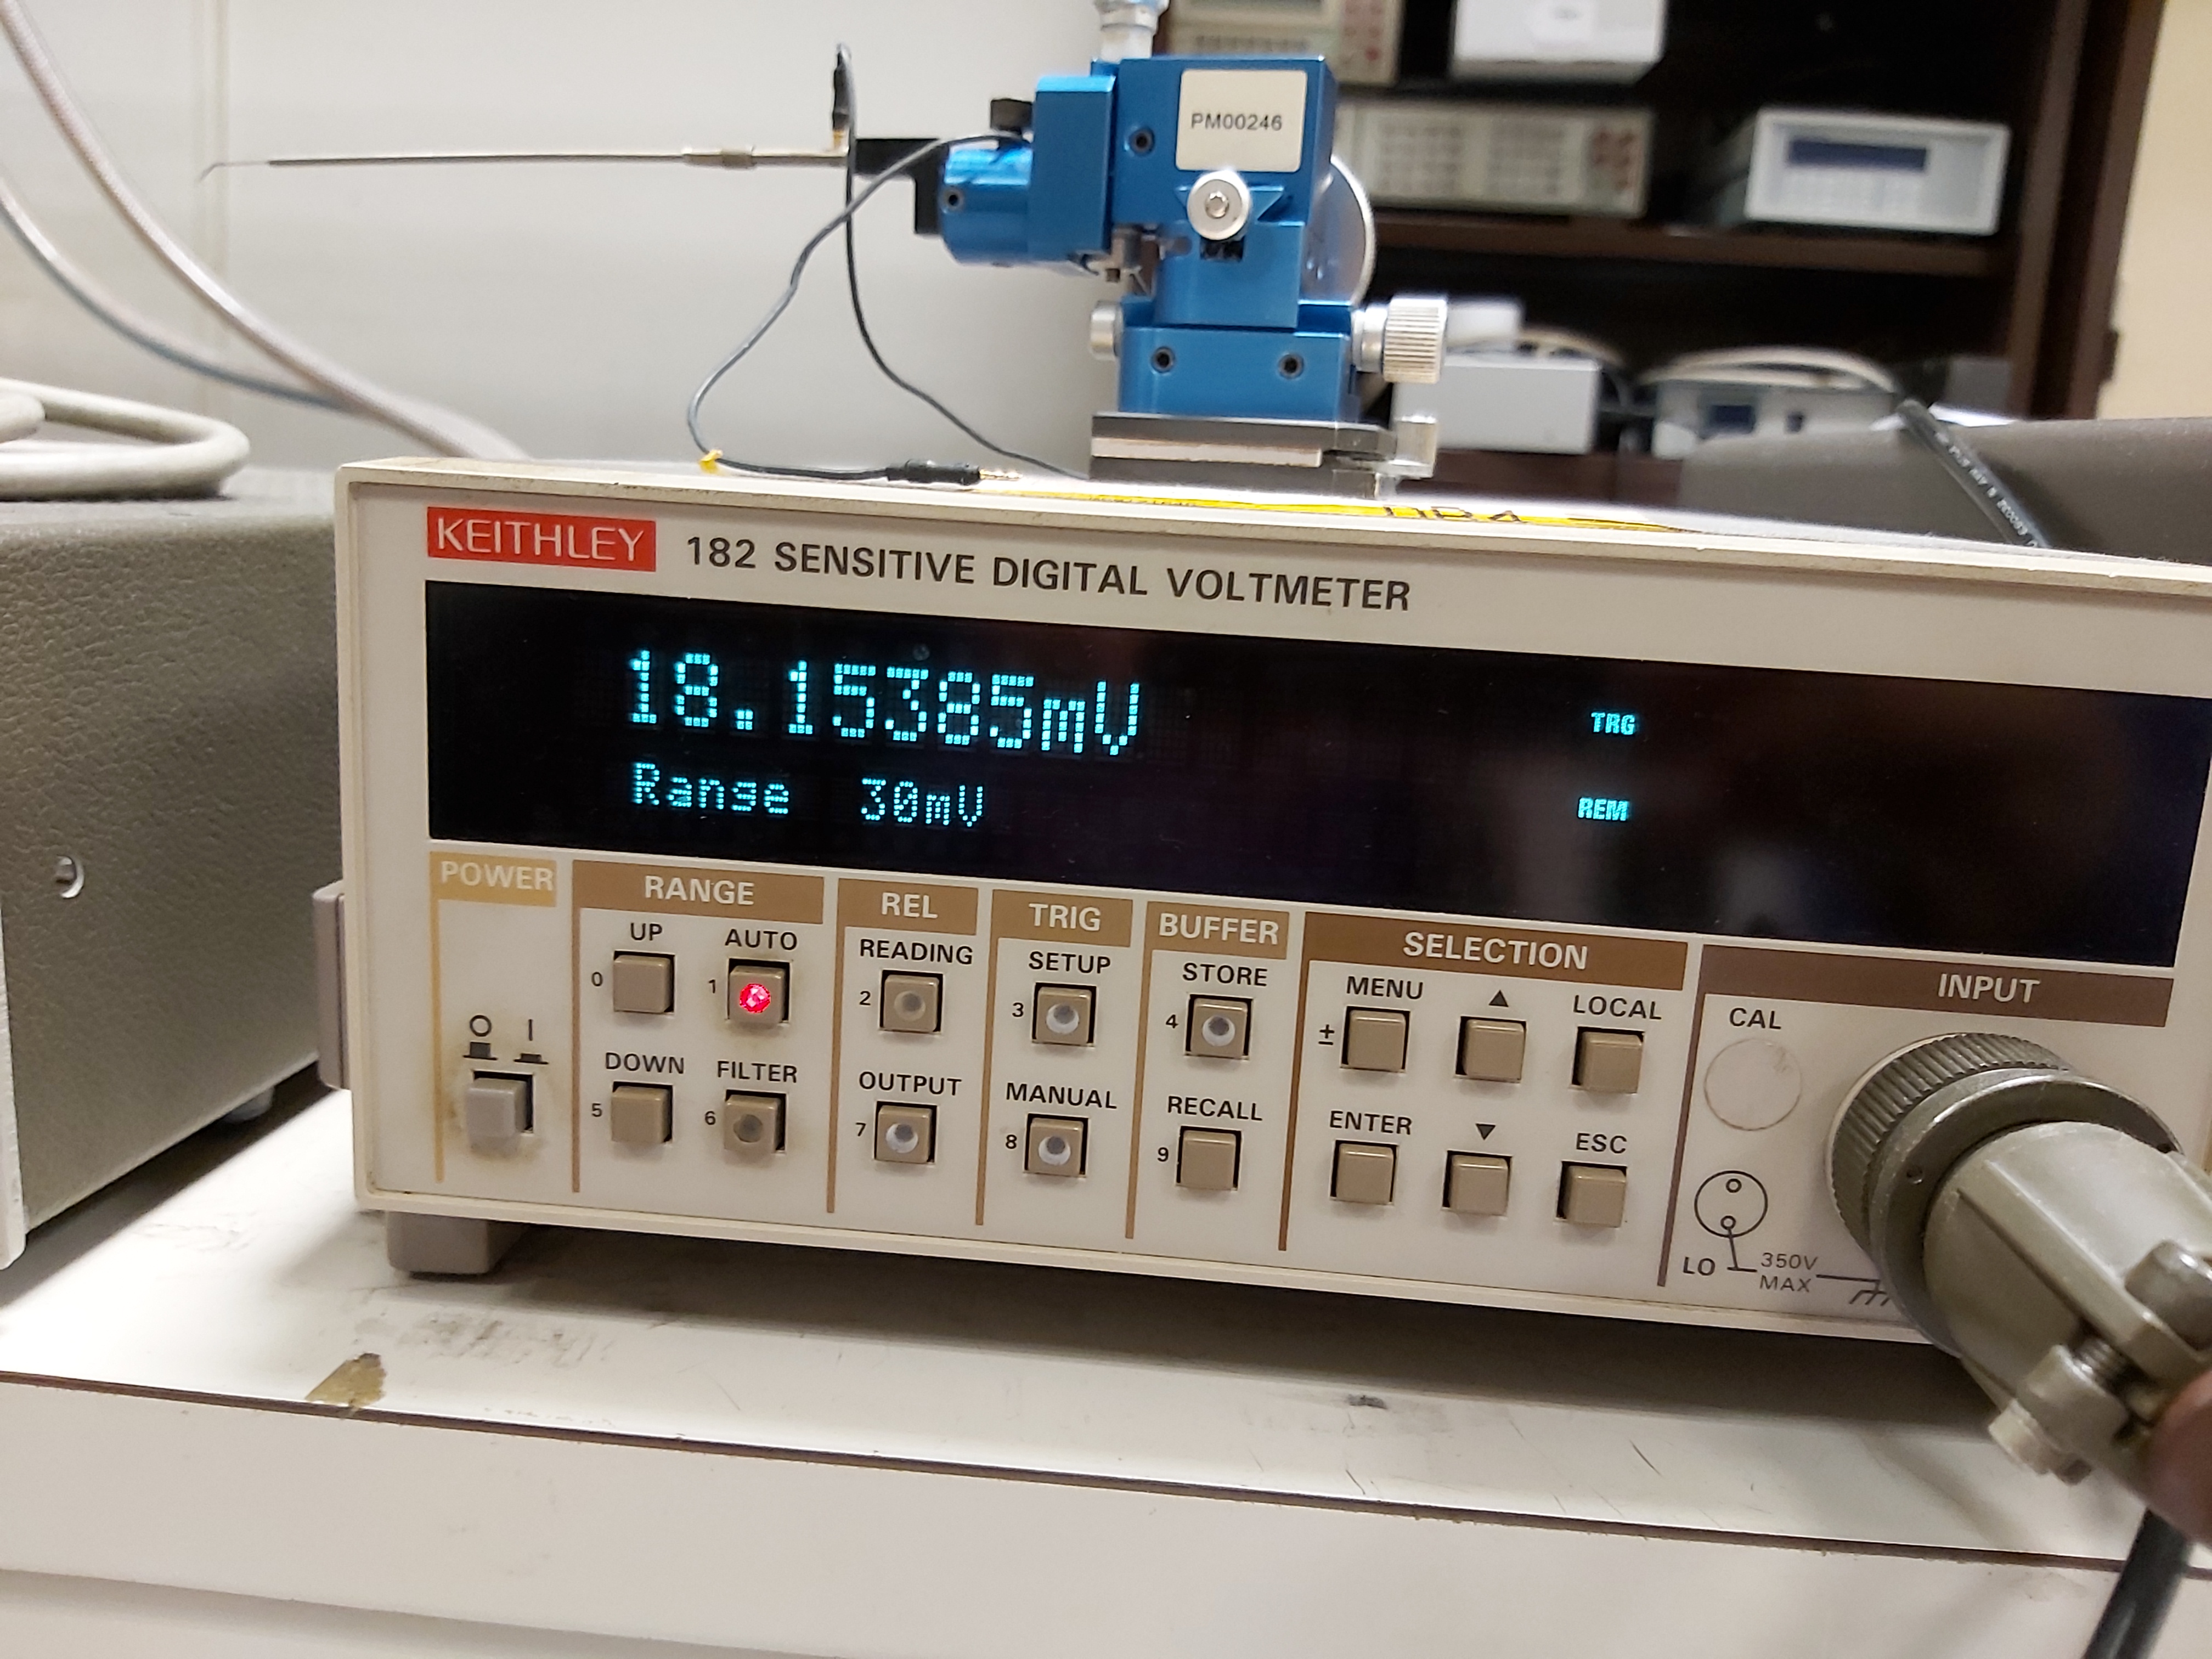 PM00246
KEITHLEY 182 SENSITIVE DIGITAL VOLTMETER
18.15385mV
TRG
Range 30mV
REM
POWER
RANGE
REL
TRIG
BUFFER
SELECTION
INPUT
UP
AUTO
READING
SETUP
STORE
MENU
▲
LOCAL
CAL
0
1
2
3
4
±
O I
DOWN
FILTER
OUTPUT
MANUAL
RECALL
ENTER
▼
ESC
5
6
7
8
9
LO
350V
MAX